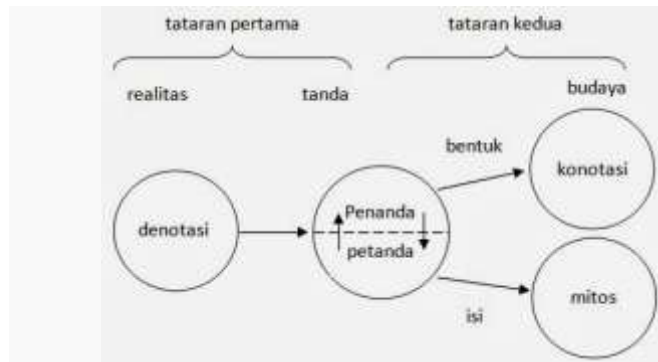 tataran pertama
tataran kedua
realitas
tanda
budaya
bentuk
konotasi
denotasi
Penanda
petanda
isi
mitos